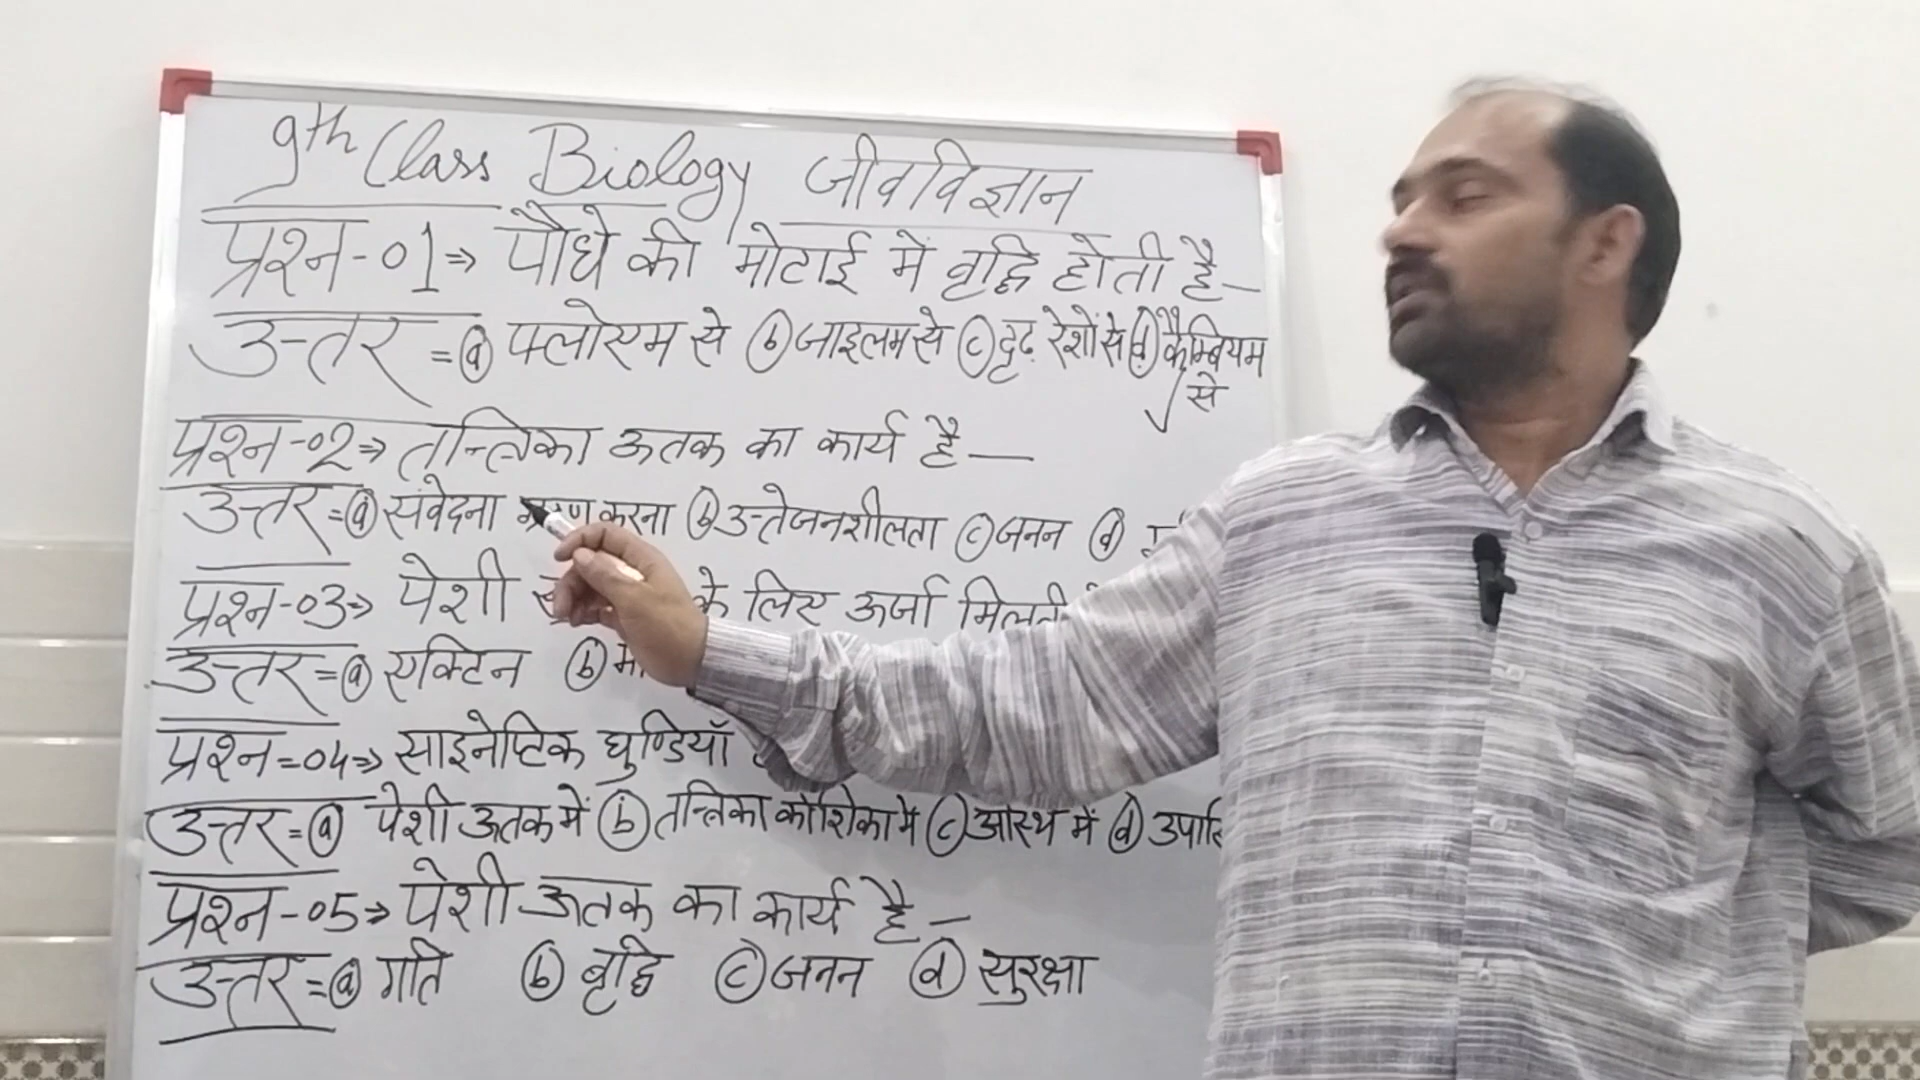 9th Class Biology जीवविज्ञान
प्रश्न-01⇒ पौधे की मोटाई में वृद्धि होती है—
उत्तर = ⓐ फ्लोएम से ⓑ जाइलम से ⓒ दृढ़ रेशों से ⓓ कैम्बियम से ✓
प्रश्न-02⇒ तन्त्रिका ऊतक का कार्य है—
उत्तर=ⓐ संवेदना करना ⓑ उत्तेजनशीलता ⓒ जनन ⓓ
प्रश्न-03⇒ पेशी के लिए ऊर्जा मिलती
उत्तर=ⓐ एक्टिन ⓑ
प्रश्न=04⇒ साइनेप्टिक घुण्डियाँ
उत्तर=ⓐ पेशी ऊतक में ⓑ तन्त्रिका कोशिका में ⓒ अस्थि में ⓓ
प्रश्न-05⇒ पेशी ऊतक का कार्य है—
उत्तर=ⓐ गति ⓑ वृद्धि ⓒ जनन ⓓ सुरक्षा